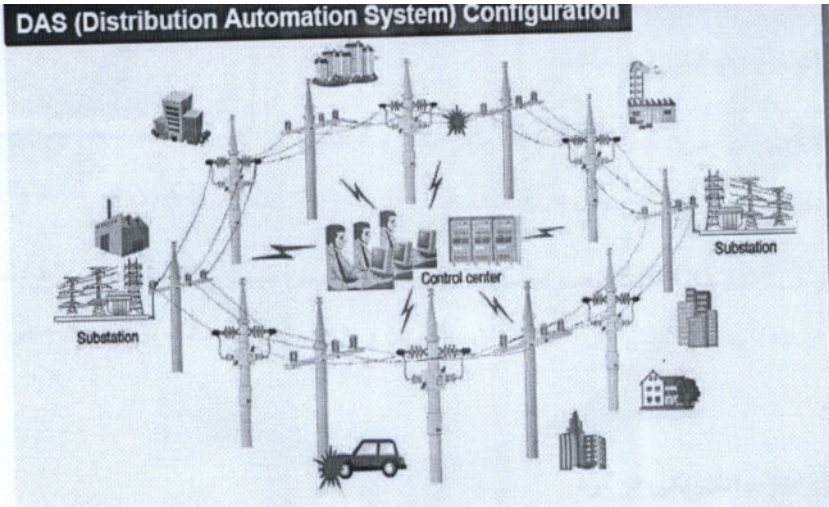 DAS (Distribution Automation System) Configuration
Substation
Control center
Substation